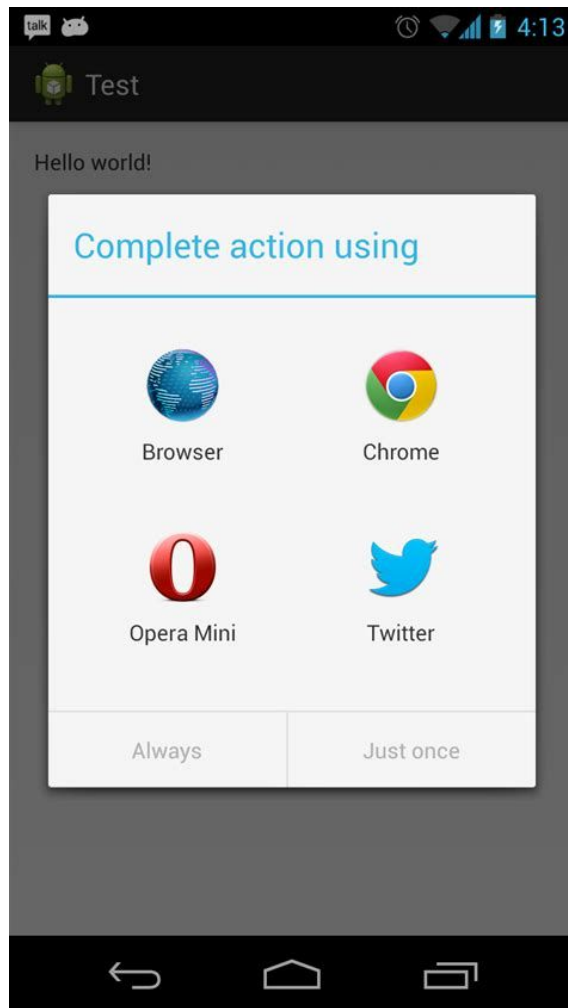 talk
4:13
Test
Hello world!
Complete action using
Browser
Chrome
Opera Mini
Twitter
Always
Just once